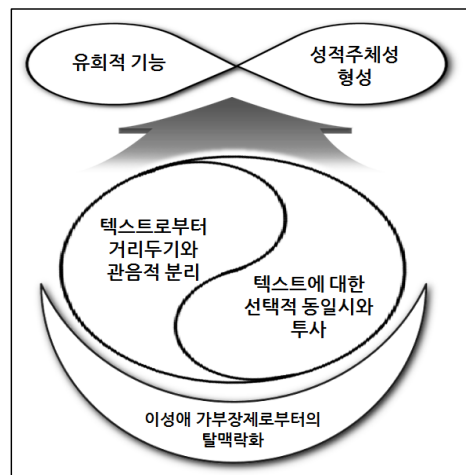 유희적 기능
성적주체성
형성
텍스트로부터
거리두기와
관음적 분리
텍스트에 대한
선택적 동일시와
투사
이성애 가부장제로부터의
탈맥락화